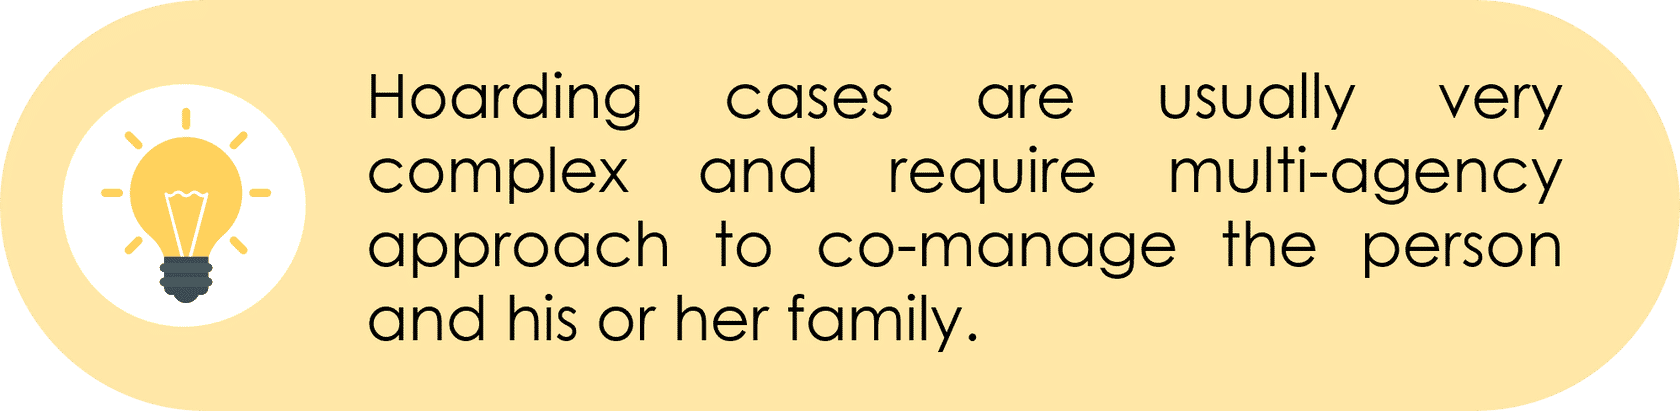 Hoarding cases are usually very
complex and require multi-agency
approach to co-manage the person
and his or her family.